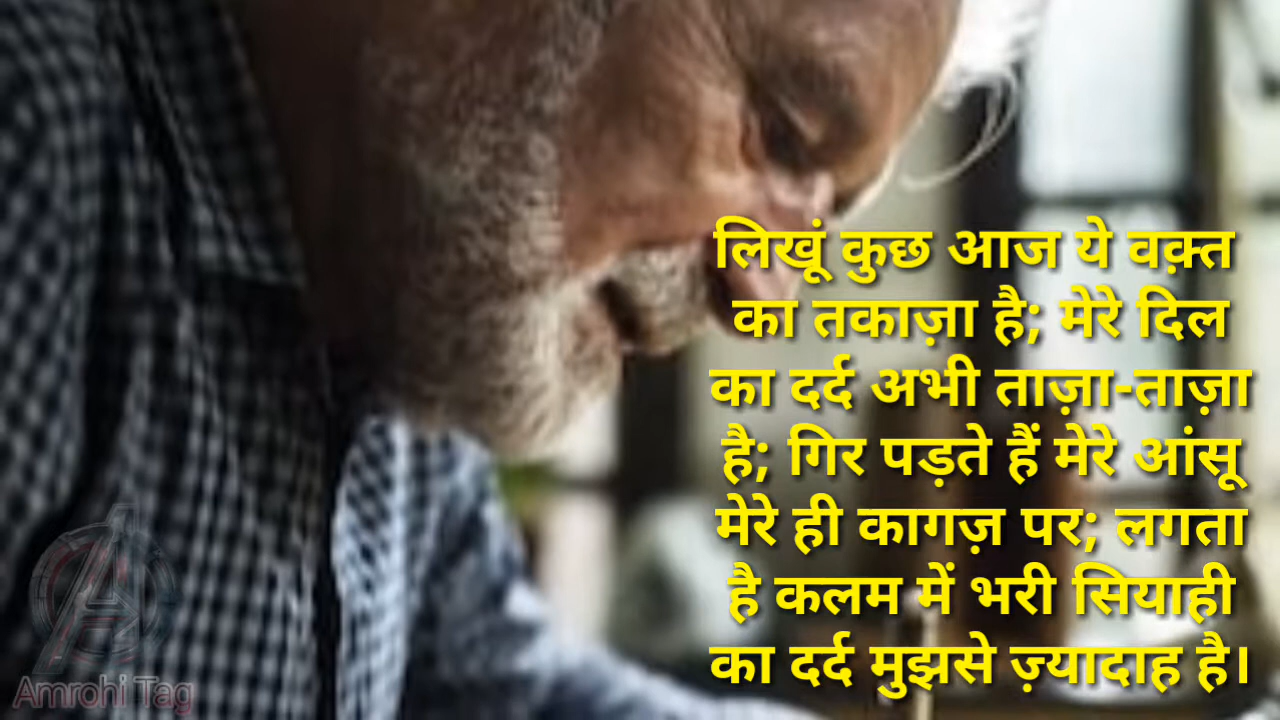 लिखूं कुछ आज ये वक़्त
का तकाज़ा है; मेरे दिल
का दर्द अभी ताज़ा-ताज़ा
है; गिर पड़ते हैं मेरे आंसू
मेरे ही कागज़ पर; लगता
है कलम में भरी सियाही
का दर्द मुझसे ज़्यादाह है।
Amrohi Tag